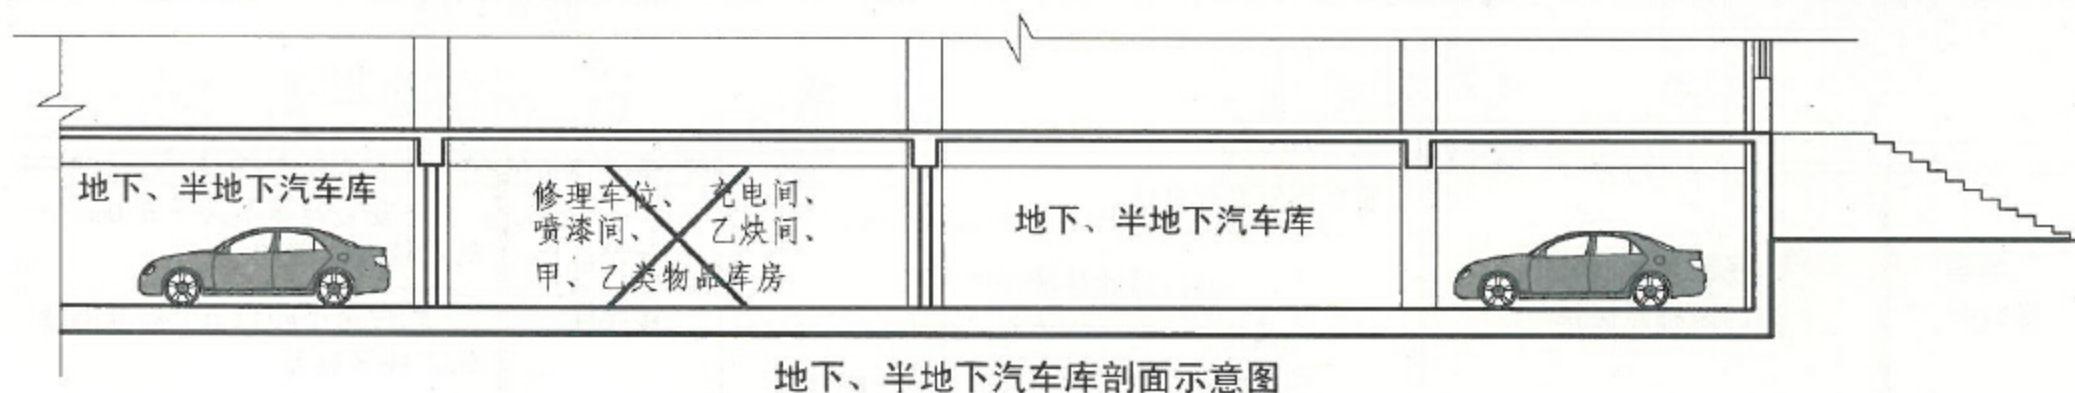 地下、半地下汽车库
修理车位、 充电间、
喷漆间、 乙炔间、
甲、乙类物品库房
地下、半地下汽车库
地下、半地下汽车库剖面示意图